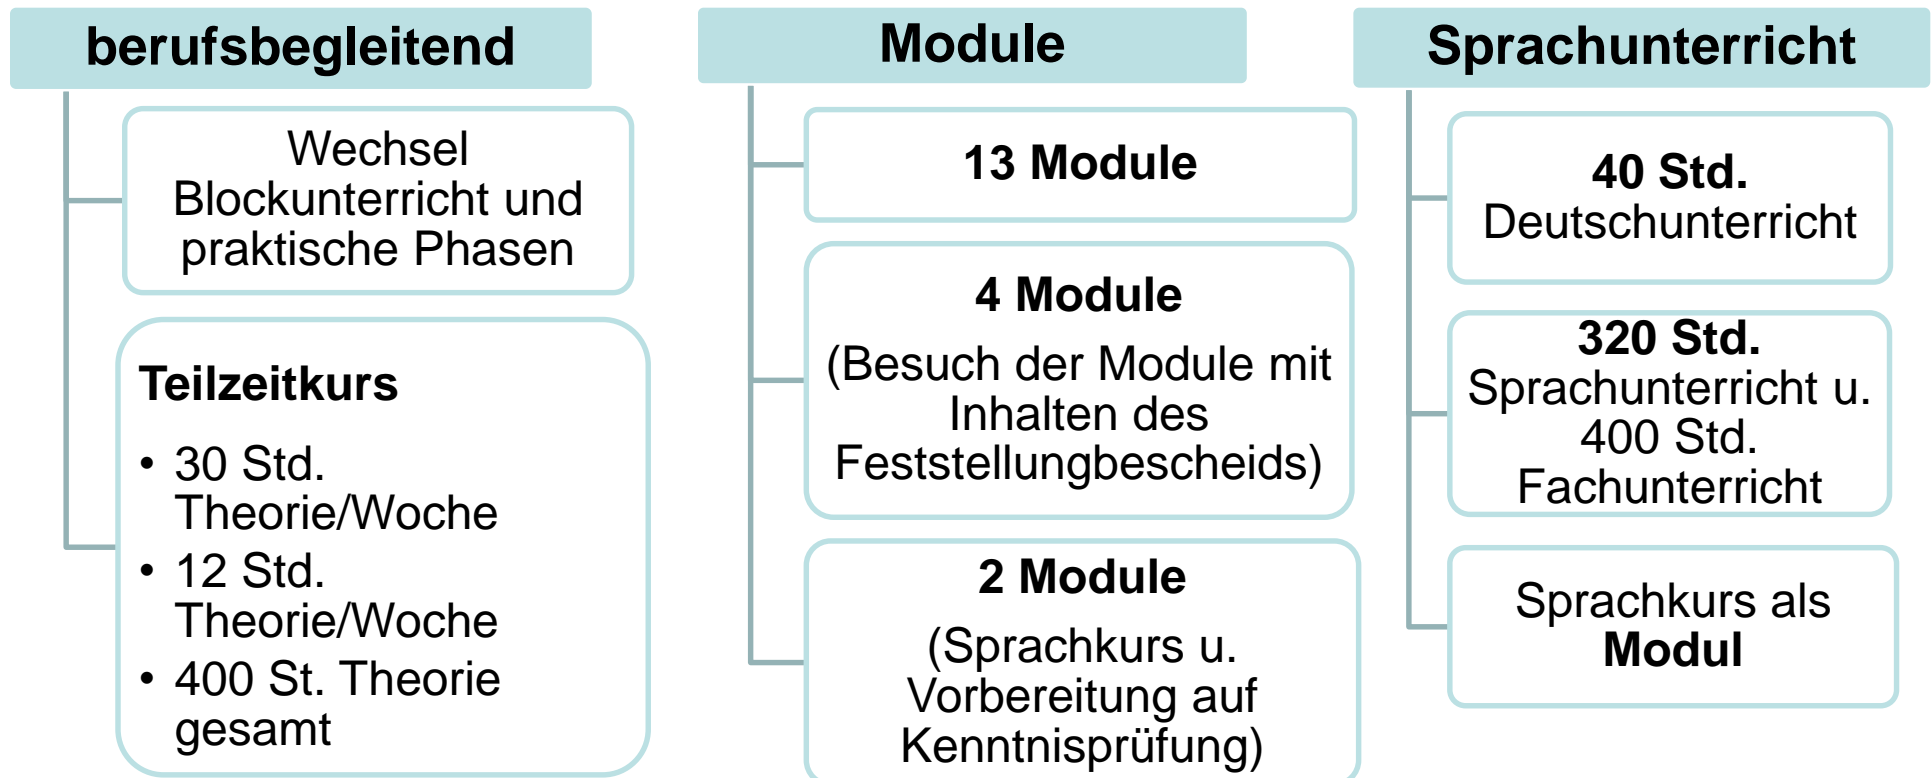 berufsbegleitend
Wechsel
Blockunterricht und
praktische Phasen
Teilzeitkurs
• 30 Std.
Theorie/Woche
• 12 Std.
Theorie/Woche
• 400 St. Theorie
gesamt
Module
13 Module
4 Module
(Besuch der Module mit
Inhalten des
Feststellungbescheids)
2 Module
(Sprachkurs u.
Vorbereitung auf
Kenntnisprüfung)
Sprachunterricht
40 Std.
Deutschunterricht
320 Std.
Sprachunterricht u.
400 Std.
Fachunterricht
Sprachkurs als
Modul